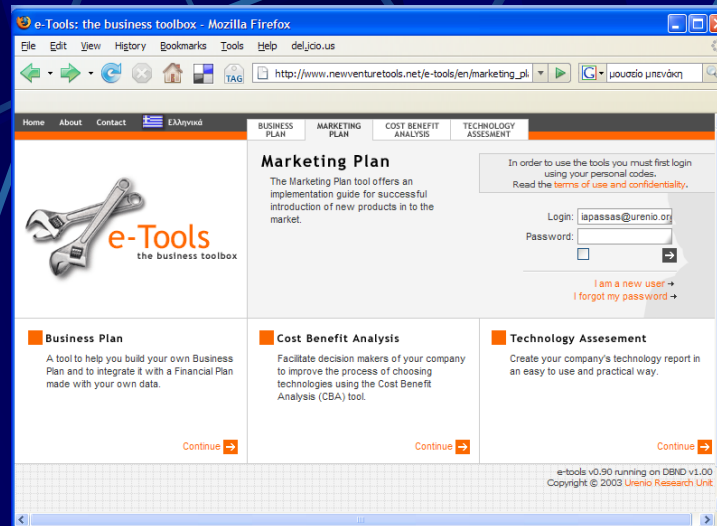 e-Tools: the business toolbox - Mozilla Firefox
File Edit View History Bookmarks Tools Help del.icio.us
TAG http://www.newventuretools.net/e-tools/en/marketing_pl G μουσείο μπενάκη
Home About Contact Ελληνικά
BUSINESS PLAN MARKETING PLAN COST BENEFIT ANALYSIS TECHNOLOGY ASSESMENT
e-Tools
the business toolbox
Marketing Plan
The Marketing Plan tool offers an
implementation guide for successful
introduction of new products in to the
market.
In order to use the tools you must first login
using your personal codes.
Read the terms of use and confidentiality.
Login: iapassas@urenio.org
Password:
I am a new user
I forgot my password
Business Plan
A tool to help you build your own Business
Plan and to integrate it with a Financial Plan
made with your own data.
Continue
Cost Benefit Analysis
Facilitate decision makers of your company
to improve the process of choosing
technologies using the Cost Benefit
Analysis (CBA) tool.
Continue
Technology Assesement
Create your company's technology report in
an easy to use and practical way.
Continue
e-tools v0.90 running on DBND v1.00
Copyright © 2003 Urenio Research Unit